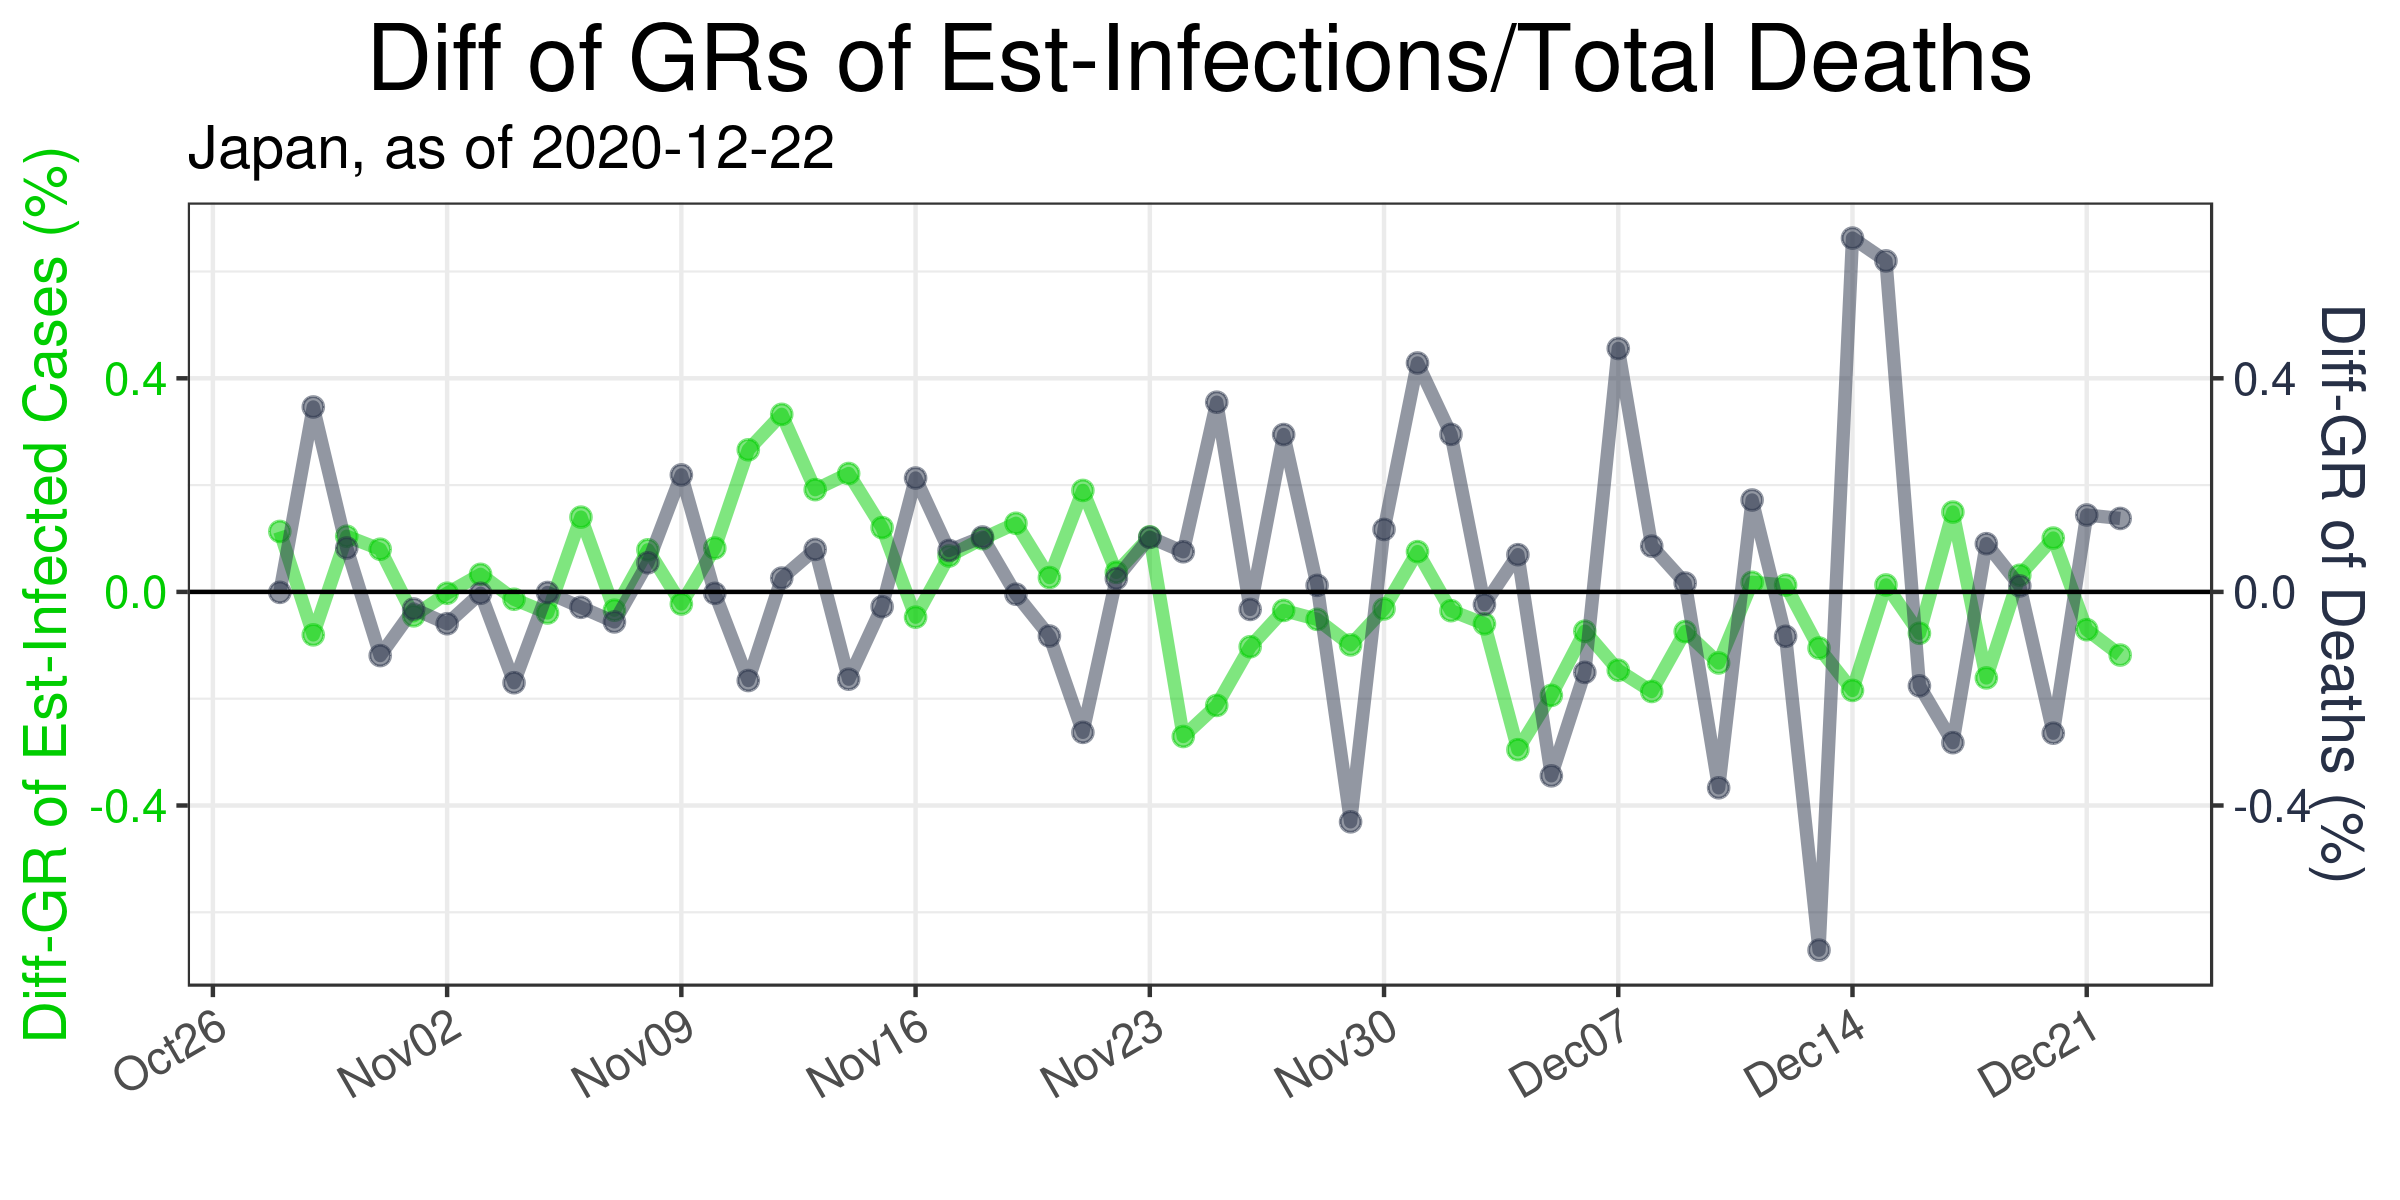 Diff of GRs of Est-Infections/Total Deaths
Japan, as of 2020-12-22
Diff-GR of Est-Infected Cases (%)
0.4
0.0
-0.4
0.4
0.0
-0.4
Diff-GR of Deaths (%)
Oct26
Nov02
Nov09
Nov16
Nov23
Nov30
Dec07
Dec14
Dec21